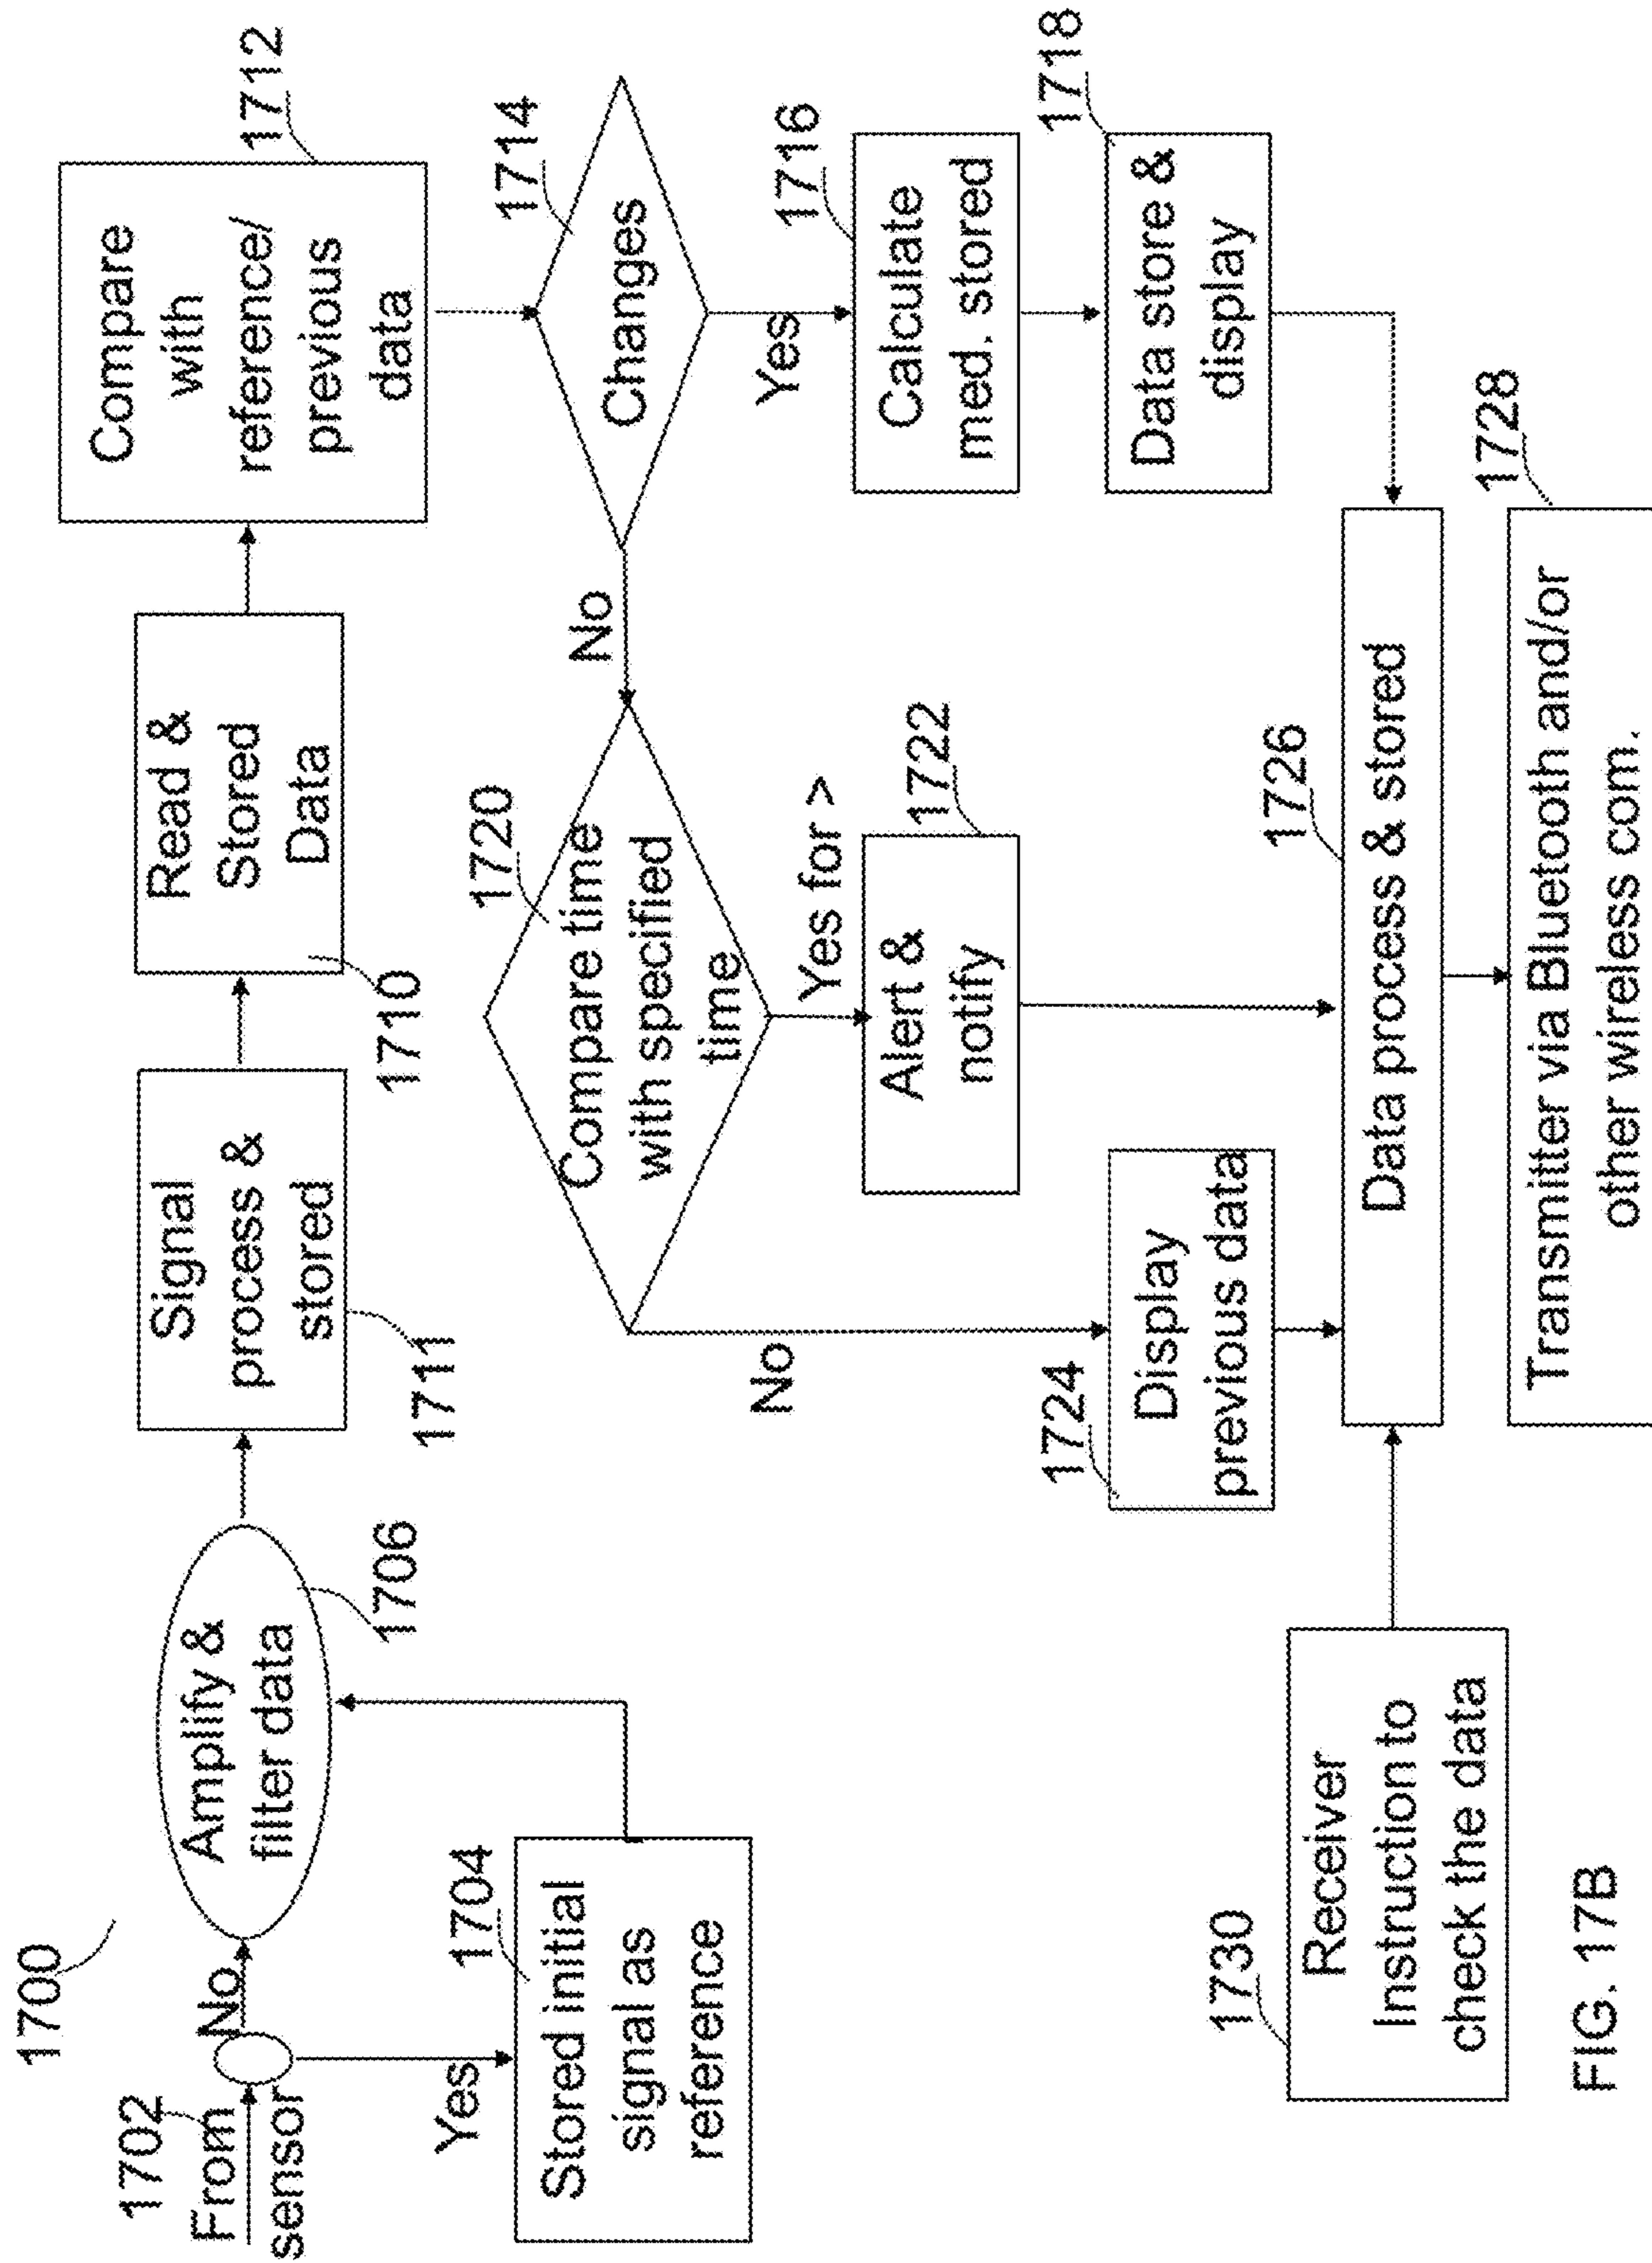 1700
1702
From
sensor
No
Yes
1704
Stored initial
signal as
reference
Amplify &
filter data
1706
Signal
process &
stored
1711
Read &
Stored
Data
1710
Compare
with
reference/
previous
data
1712
Changes
1714
No
Yes
1720
Compare time
with specified
time
Yes for >
No
1722
Alert &
notify
1716
Calculate
med. stored
1718
Data store &
display
1724
Display
previous data
1726
Data process & stored
1728
Transmitter via Bluetooth and/or
other wireless com.
1730
Receiver
Instruction to
check the data
FIG. 17B